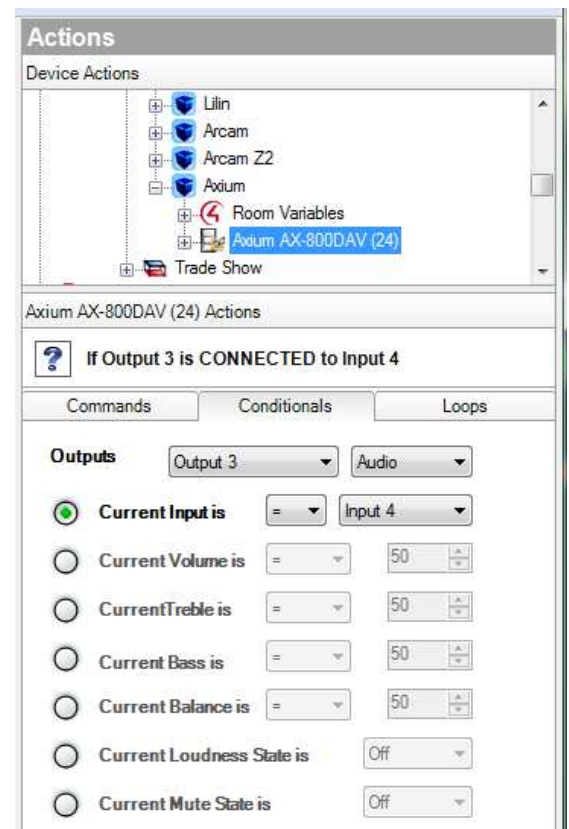 Actions
Device Actions
Lilin
Arcam
Arcam Z2
Axium
Room Variables
Axium AX-800DAV (24)
Trade Show
Axium AX-800DAV (24) Actions
? If Output 3 is CONNECTED to Input 4
Commands Conditionals Loops
Outputs Output 3 Audio
Current Input is = Input 4
Current Volume is = 50
CurrentTreble is = 50
Current Bass is = 50
Current Balance is = 50
Current Loudness State is Off
Current Mute State is Off